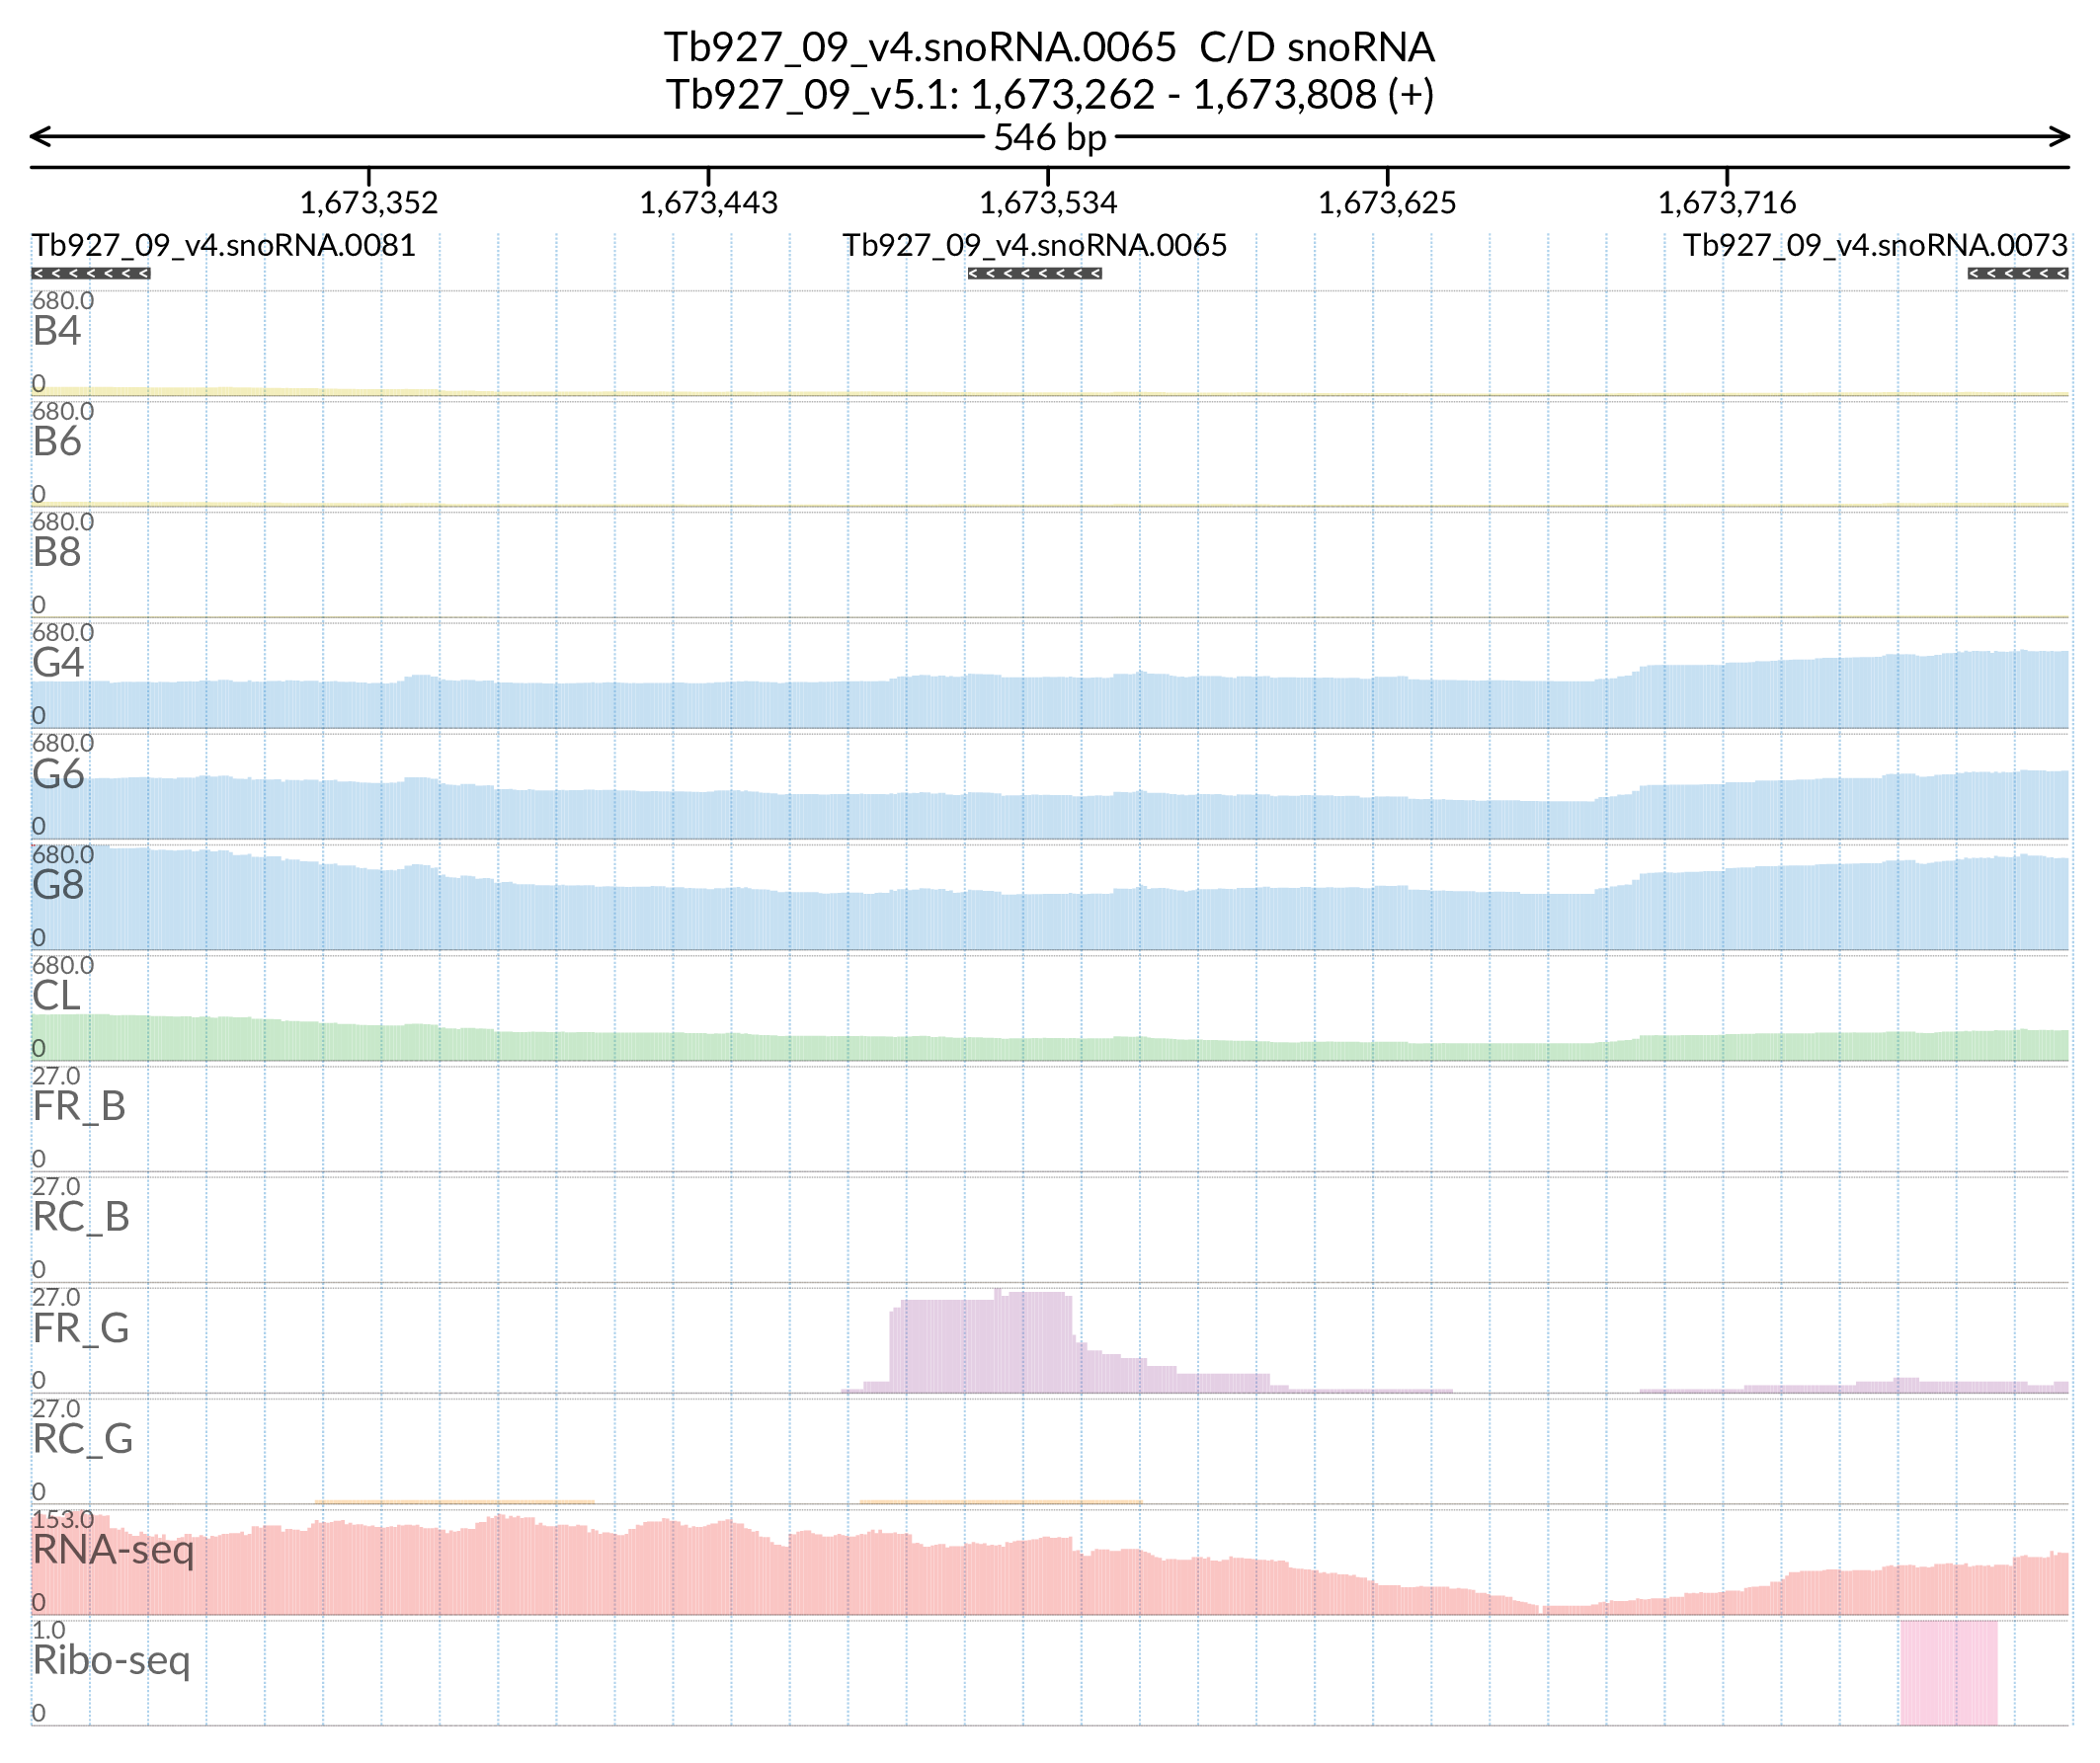 Tb927_09_v4.snoRNA.0065 C/D snoRNA
Tb927_09_v5.1: 1,673,262 - 1,673,808 (+)
546 bp
1,673,352 1,673,443 1,673,534 1,673,625 1,673,716
Tb927_09_v4.snoRNA.0081 Tb927_09_v4.snoRNA.0065 Tb927_09_v4.snoRNA.0073
680.0
B4
0
680.0
B6
0
680.0
B8
0
680.0
G4
0
680.0
G6
0
680.0
G8
0
680.0
CL
0
27.0
FR_B
0
27.0
RC_B
0
27.0
FR_G
0
27.0
RC_G
0
153.0
RNA-seq
0
1.0
Ribo-seq
0